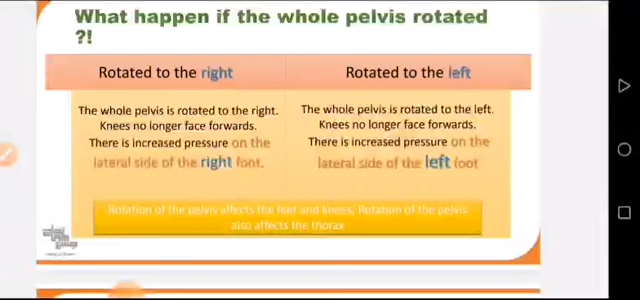 What happen if the whole pelvis rotated
?!
Rotated to the right
Rotated to the left
The whole pelvis is rotated to the right.
Knees no longer face forwards.
There is increased pressure on the
lateral side of the right foot.
The whole pelvis is rotated to the left.
Knees no longer face forwards.
There is increased pressure on the
lateral side of the left foot
Rotation of the pelvis affects the feet and knees. Rotation of the pelvis
also affects the thorax